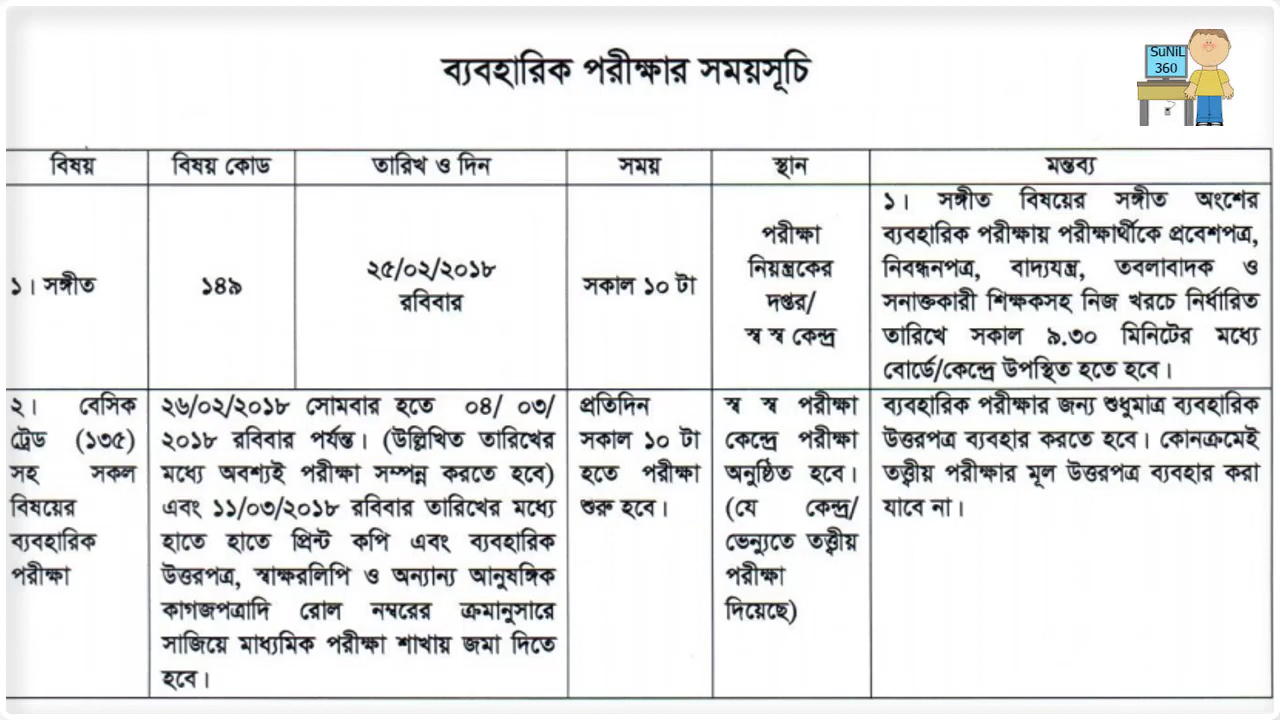 ব্যবহারিক পরীক্ষার সময়সূচি
SuNiL
360
বিষয়
বিষয় কোড
তারিখ ও দিন
সময়
স্থান
মন্তব্য
১। সঙ্গীত
১৪৯
২৫/০২/২০১৮
রবিবার
সকাল ১০ টা
পরীক্ষা
নিয়ন্ত্রকের
দপ্তর/
স্ব স্ব কেন্দ্র
১। সঙ্গীত বিষয়ের সঙ্গীত অংশের
ব্যবহারিক পরীক্ষায় পরীক্ষার্থীকে প্রবেশপত্র,
নিবন্ধনপত্র, বাদ্যযন্ত্র, তবলাবাদক ও
সনাক্তকারী শিক্ষকসহ নিজ খরচে নির্ধারিত
তারিখে সকাল ৯.৩০ মিনিটের মধ্যে
বোর্ডে/কেন্দ্রে উপস্থিত হতে হবে।
২। বেসিক
ট্রেড (১৩৫)
সহ সকল
বিষয়ের
ব্যবহারিক
পরীক্ষা
২৬/০২/২০১৮ সোমবার হতে ০৪/ ০৩/
২০১৮ রবিবার পর্যন্ত। (উল্লিখিত তারিখের
মধ্যে অবশ্যই পরীক্ষা সম্পন্ন করতে হবে)
এবং ১১/০৩/২০১৮ রবিবার তারিখের মধ্যে
হাতে হাতে প্রিন্ট কপি এবং ব্যবহারিক
উত্তরপত্র, স্বাক্ষরলিপি ও অন্যান্য আনুষঙ্গিক
কাগজপত্রাদি রোল নম্বরের ক্রমানুসারে
সাজিয়ে মাধ্যমিক পরীক্ষা শাখায় জমা দিতে
হবে।
প্রতিদিন
সকাল ১০ টা
হতে পরীক্ষা
শুরু হবে।
স্ব স্ব পরীক্ষা
কেন্দ্রে পরীক্ষা
অনুষ্ঠিত হবে।
(যে কেন্দ্র/
ভেন্যুতে তত্ত্বীয়
পরীক্ষা
দিয়েছে)
ব্যবহারিক পরীক্ষার জন্য শুধুমাত্র ব্যবহারিক
উত্তরপত্র ব্যবহার করতে হবে। কোনক্রমেই
তত্ত্বীয় পরীক্ষার মূল উত্তরপত্র ব্যবহার করা
যাবে না।